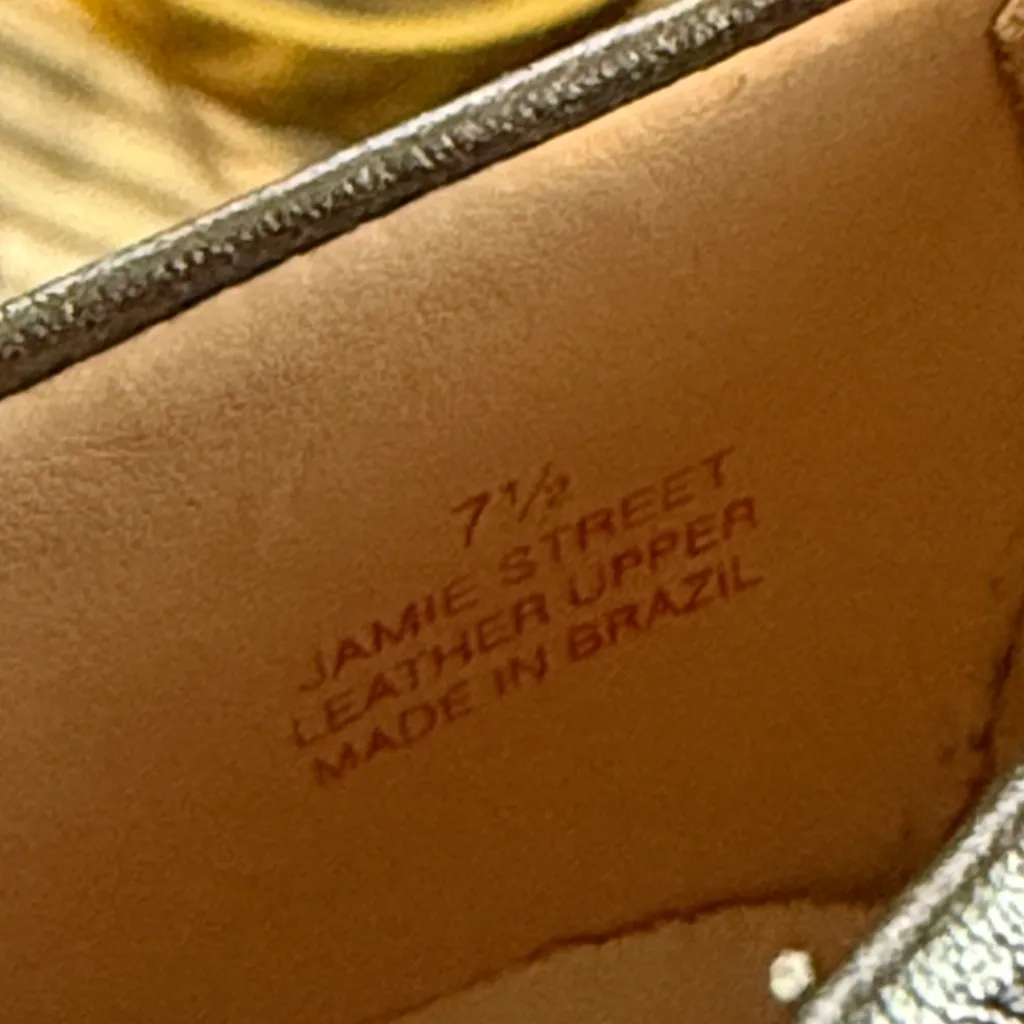 7½
JAMIE STREET
LEATHER UPPER
MADE IN BRAZIL